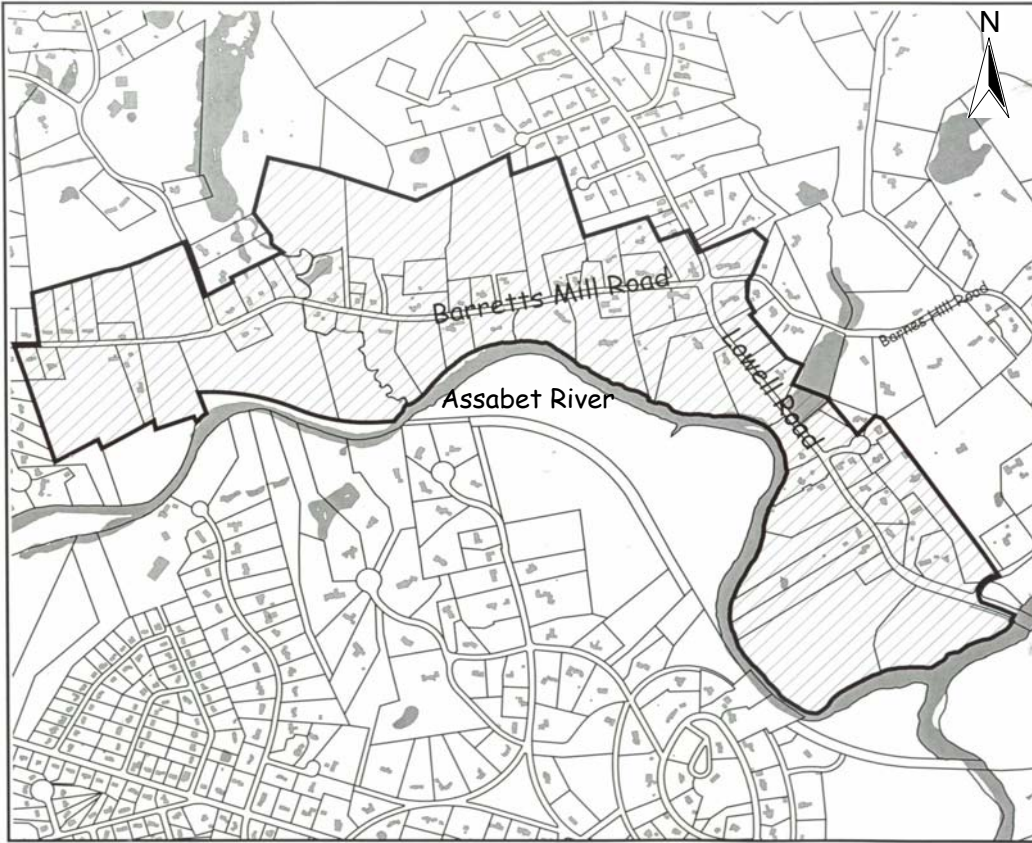 N
Barretts Mill Road
Barnes Hill Road
Lowell Road
Assabet River